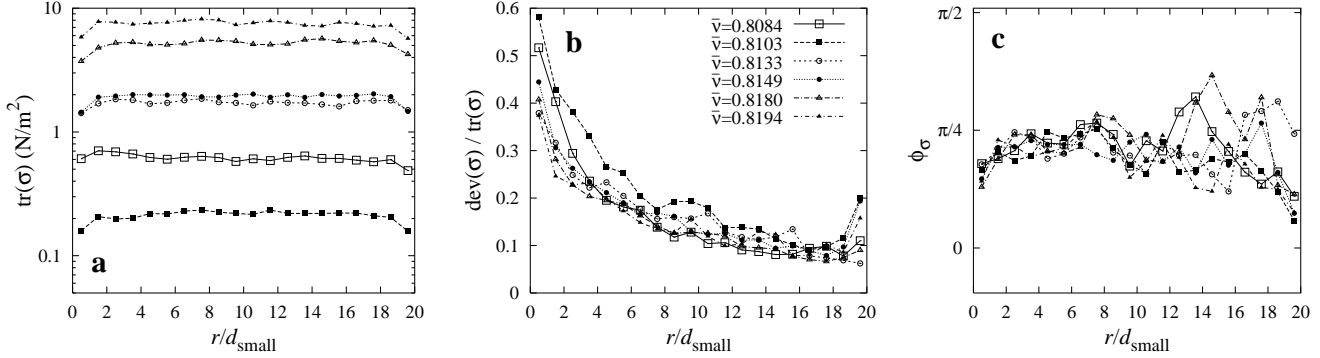 10
1
0.1
tr(σ) (N/m²)
a
0 2 4 6 8 10 12 14 16 18 20
r/d_small
0.6
0.5
0.4
0.3
0.2
0.1
0
dev(σ) / tr(σ)
b
ν̄=0.8084
ν̄=0.8103
ν̄=0.8133
ν̄=0.8149
ν̄=0.8180
ν̄=0.8194
0 2 4 6 8 10 12 14 16 18 20
r/d_small
π/2
π/4
0
ϕ_σ
c
0 2 4 6 8 10 12 14 16 18 20
r/d_small